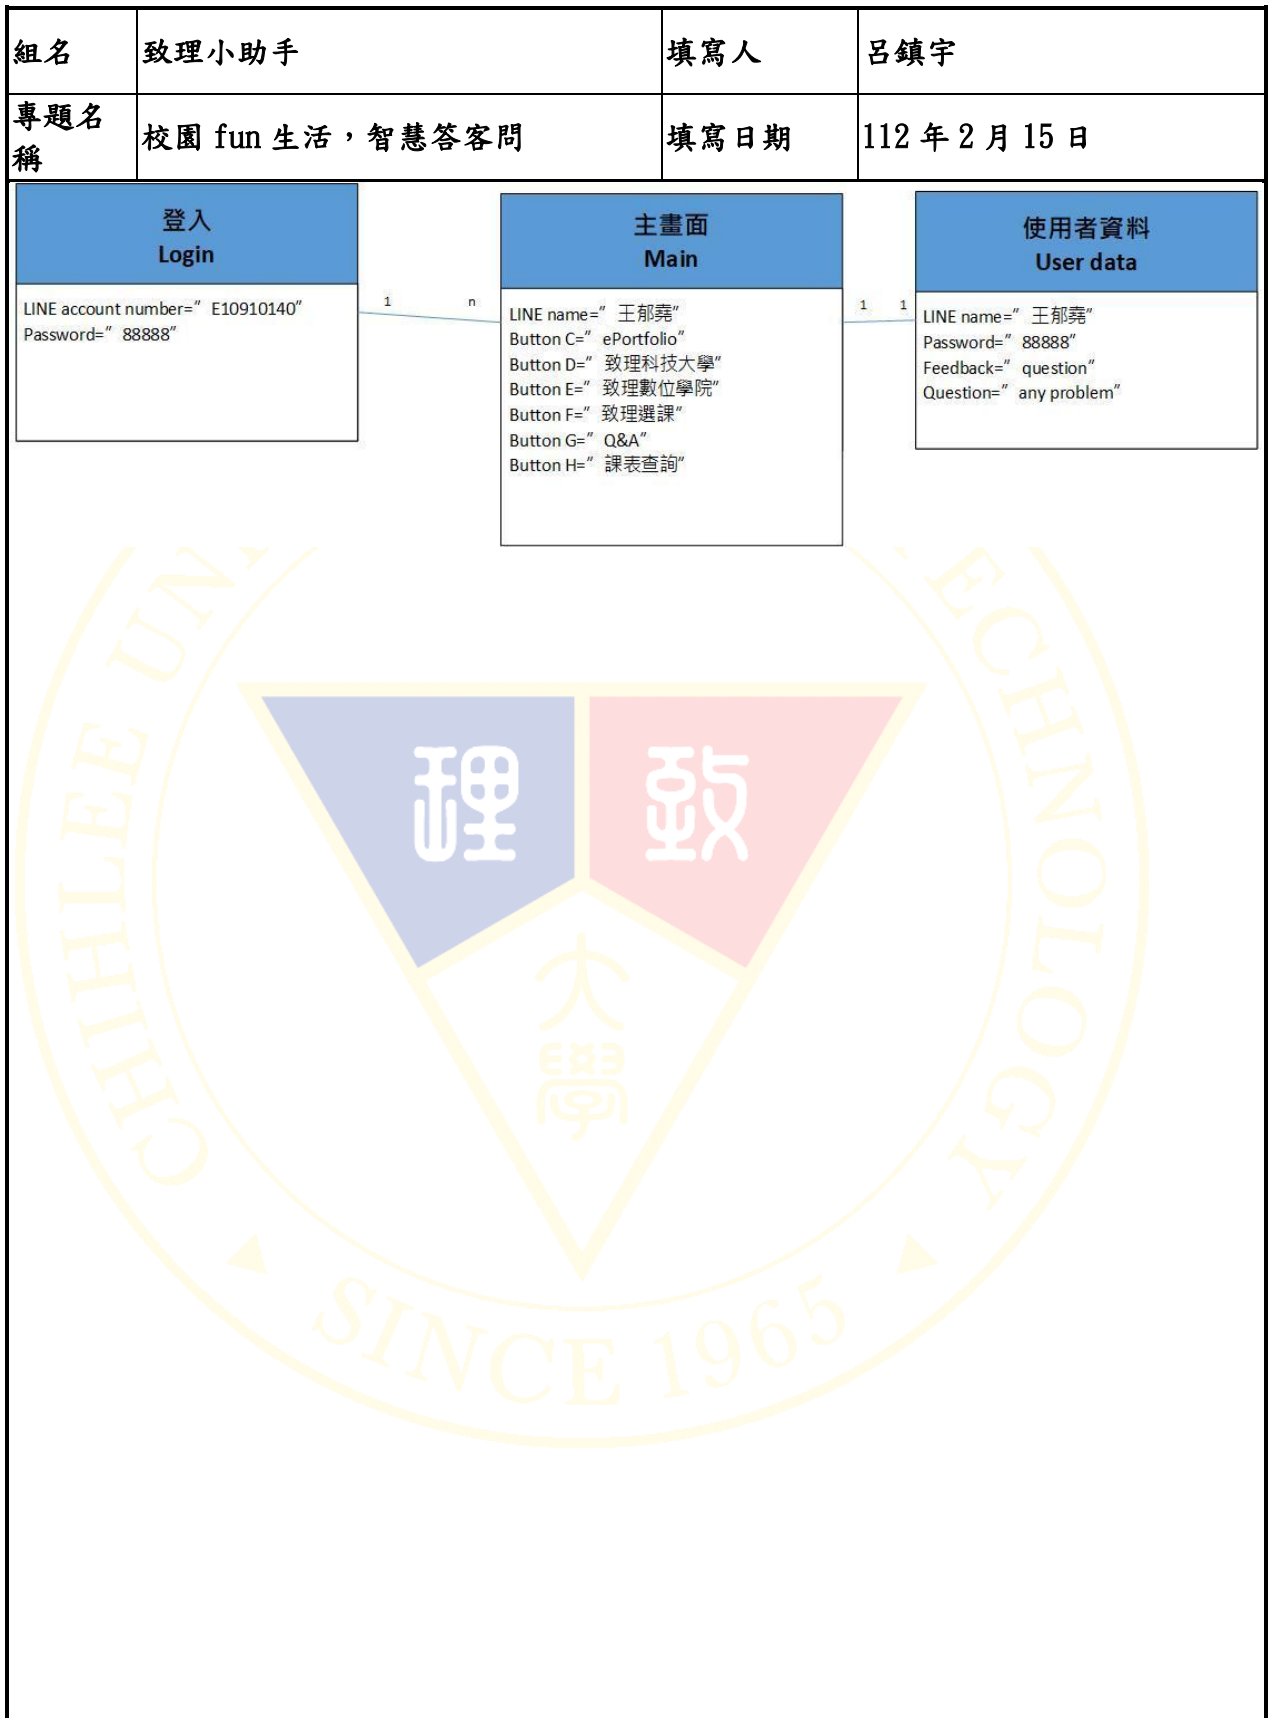 組名 致理小助手 填寫人 呂鎮宇
專題名稱 校園 fun 生活，智慧答客問 填寫日期 112 年 2 月 15 日
登入
Login
LINE account number=” E10910140”
Password=” 88888”
1 n
主畫面
Main
LINE name=” 王郁堯”
Button C=” ePortfolio”
Button D=” 致理科技大學”
Button E=” 致理數位學院”
Button F=” 致理選課”
Button G=” Q&A”
Button H=” 課表查詢”
1 1
使用者資料
User data
LINE name=” 王郁堯”
Password=” 88888”
Feedback=” question”
Question=” any problem”
CHIHLEE UNI
ECHNOLOGY
理 致
大
學
SINCE 1965